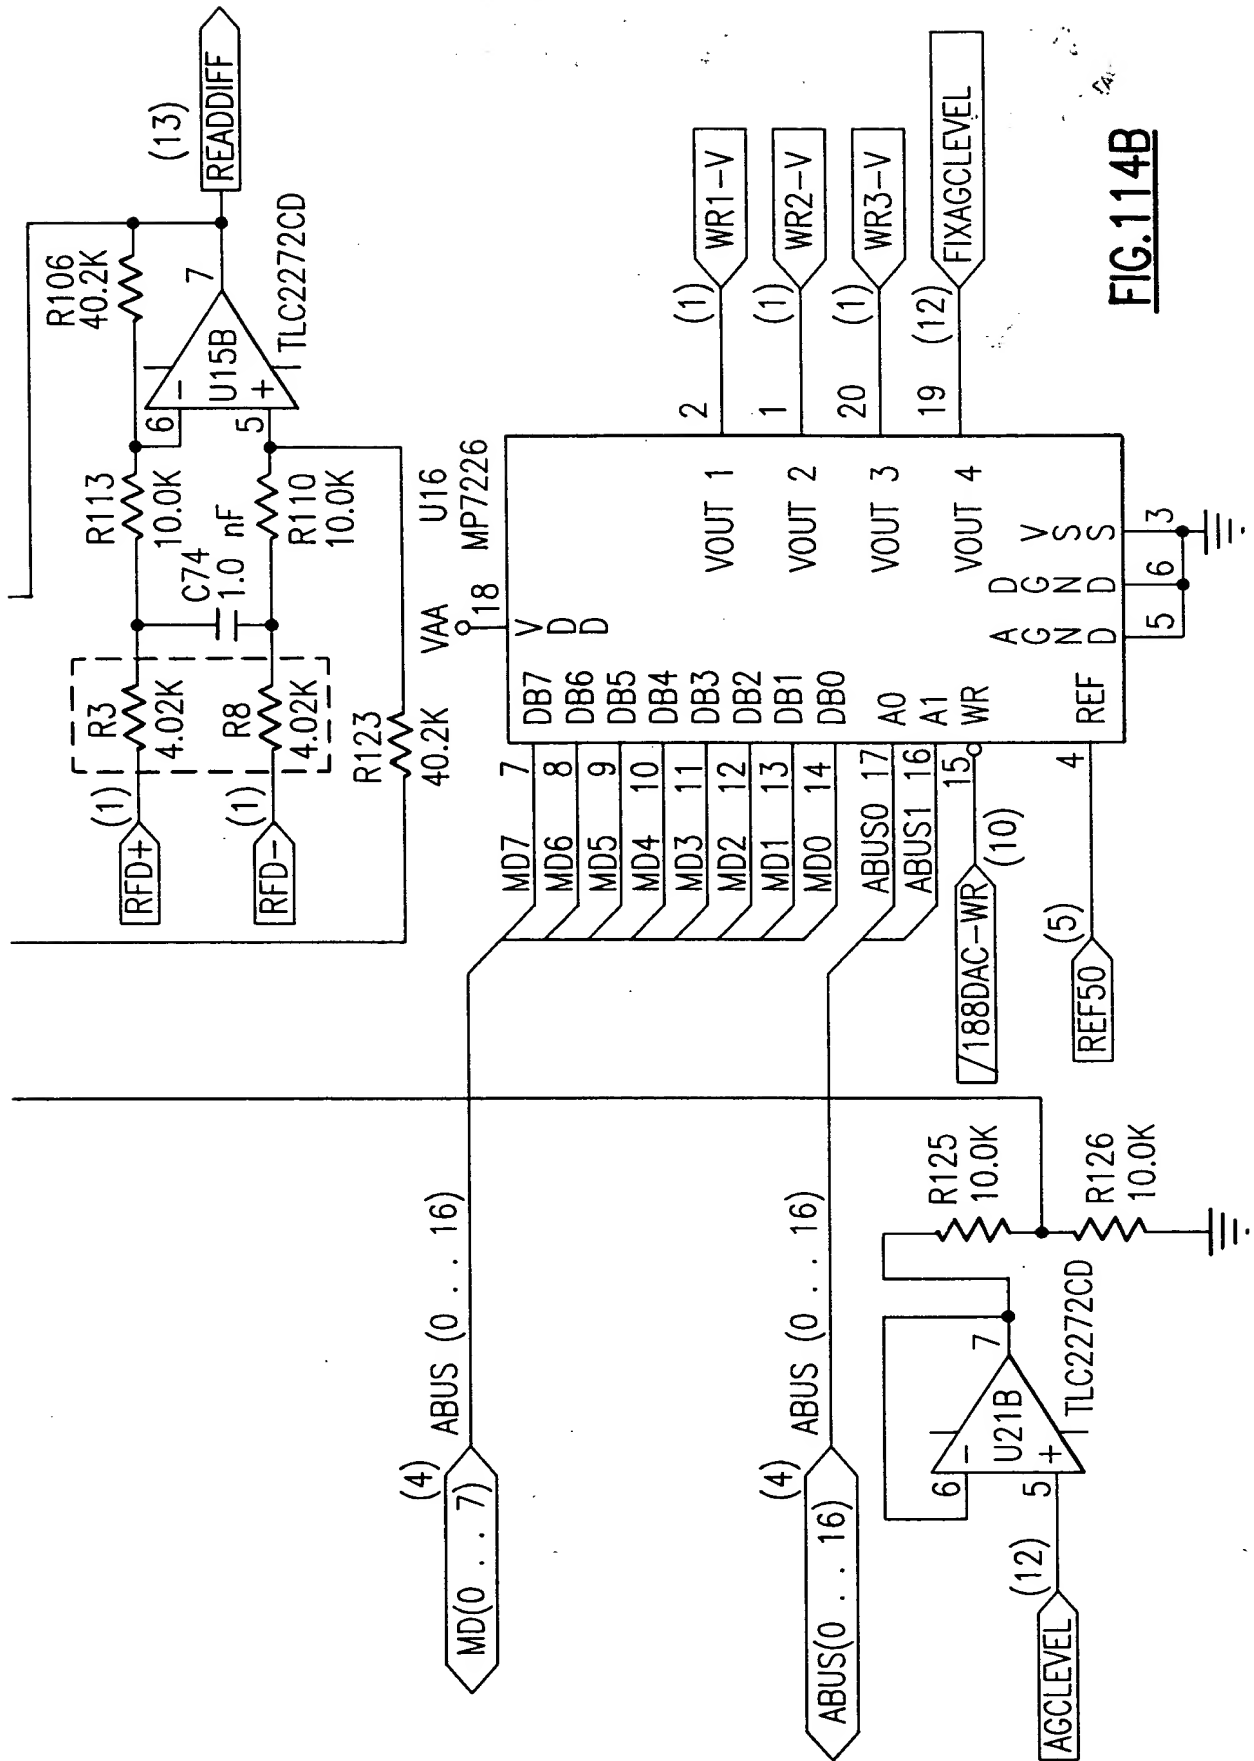 (13)
READDIFF
R106
40.2K
7
U15B
TLC2272CD
6
−
5
+
R113
10.0K
C74
1.0 nF
R110
10.0K
R3
4.02K
R8
4.02K
(1)
RFD+
(1)
RFD−
R123
40.2K
U16
MP7226
VAA
18
VDD
DB7
DB6
DB5
DB4
DB3
DB2
DB1
DB0
A0
A1
WR
REF
VOUT 1
VOUT 2
VOUT 3
VOUT 4
AGND
DGND
VSS
5
6
3
2
(1)
WR1−V
1
(1)
WR2−V
20
(1)
WR3−V
19
(12)
FIXAGCLEVEL
MD7 7
MD6 8
MD5 9
MD4 10
MD3 11
MD2 12
MD1 13
MD0 14
ABUS0 17
ABUS1 16
15
(10)
/188DAC−WR
4
(5)
REF50
(4)
MD(0 . . 7)
ABUS (0 . . 16)
(4)
ABUS(0 . . 16)
ABUS (0 . . 16)
(12)
AGCLEVEL
6
−
5
+
U21B
7
TLC2272CD
R125
10.0K
R126
10.0K
FIG.114B